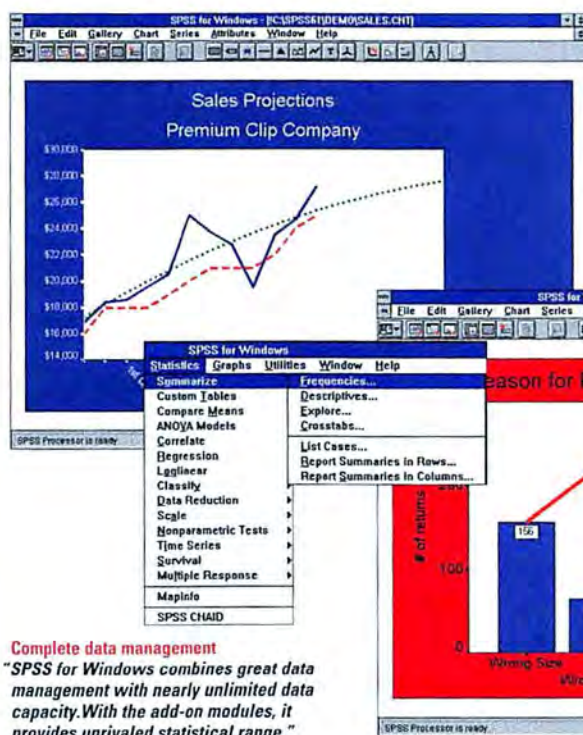 SPSS for Windows - [C:\SPSS61\DEMO\SALES.CHT]
File Edit Gallery Chart Series Attributes Window Help
Sales Projections
Premium Clip Company
$30,000
$28,000
$26,000
$24,000
$22,000
$20,000
$18,000
$16,000
$14,000
SPSS Processor is ready
SPSS for
File Edit Gallery Chart Series
eason for
# of returns
100
0
156
Wrong Size
SPSS Processor is ready
SPSS for Windows
Statistics Graphs Utilities Window Help
Summarize
Custom Tables
Compare Means
ANOVA Models
Correlate
Regression
Loglinear
Classify
Data Reduction
Scale
Nonparametric Tests
Time Series
Survival
Multiple Response
MapInfo
SPSS CHAID
Frequencies...
Descriptives...
Explore...
Crosstabs...
List Cases...
Report Summaries in Rows...
Report Summaries in Columns...
Complete data management
"SPSS for Windows combines great data
management with nearly unlimited data
capacity.With the add-on modules, it
provides unrivaled statistical range."